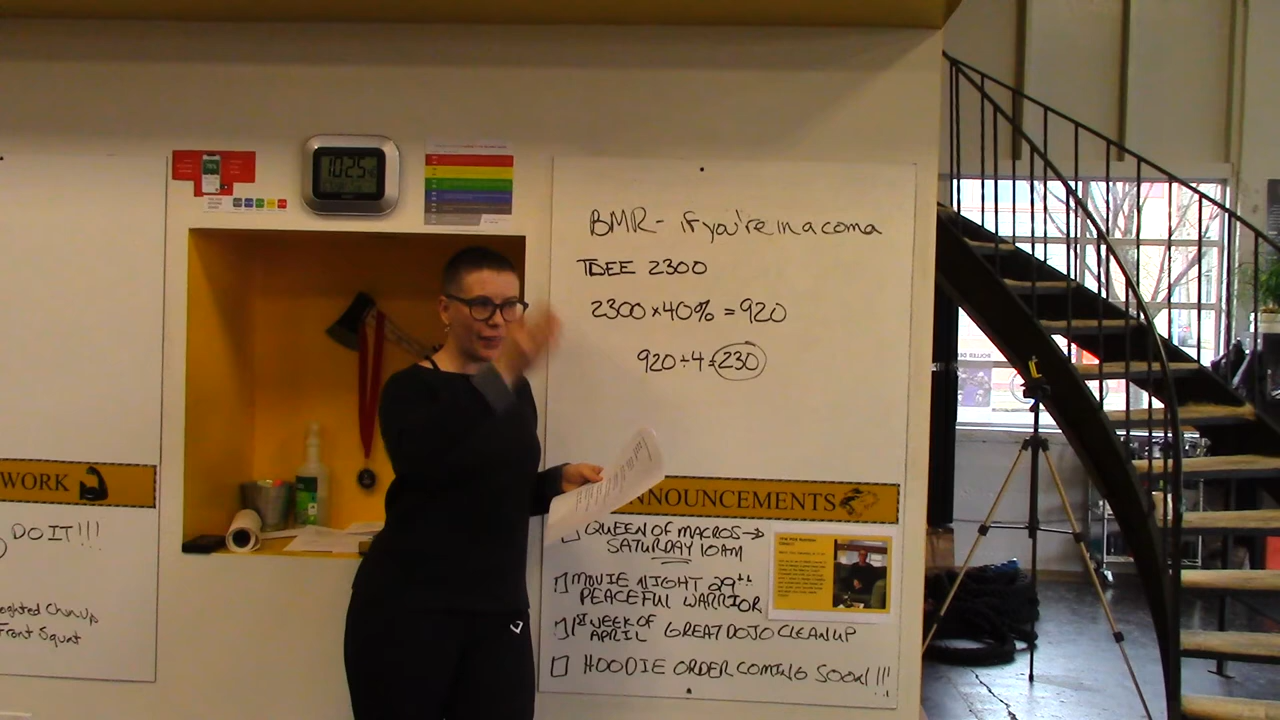 10:25
BMR - if you're in a coma
TDEE 2300
2300 x 40% = 920
920 ÷ 4 = 230
WORK
DO IT!!!
Chinup
Front Squat
ANNOUNCEMENTS
QUEEN OF MACROS →
SATURDAY 10AM
MOVIE NIGHT 29th
PEACEFUL WARRIOR
1st WEEK OF
APRIL GREAT DOJO CLEANUP
HOODIE ORDER COMING SOON!!!